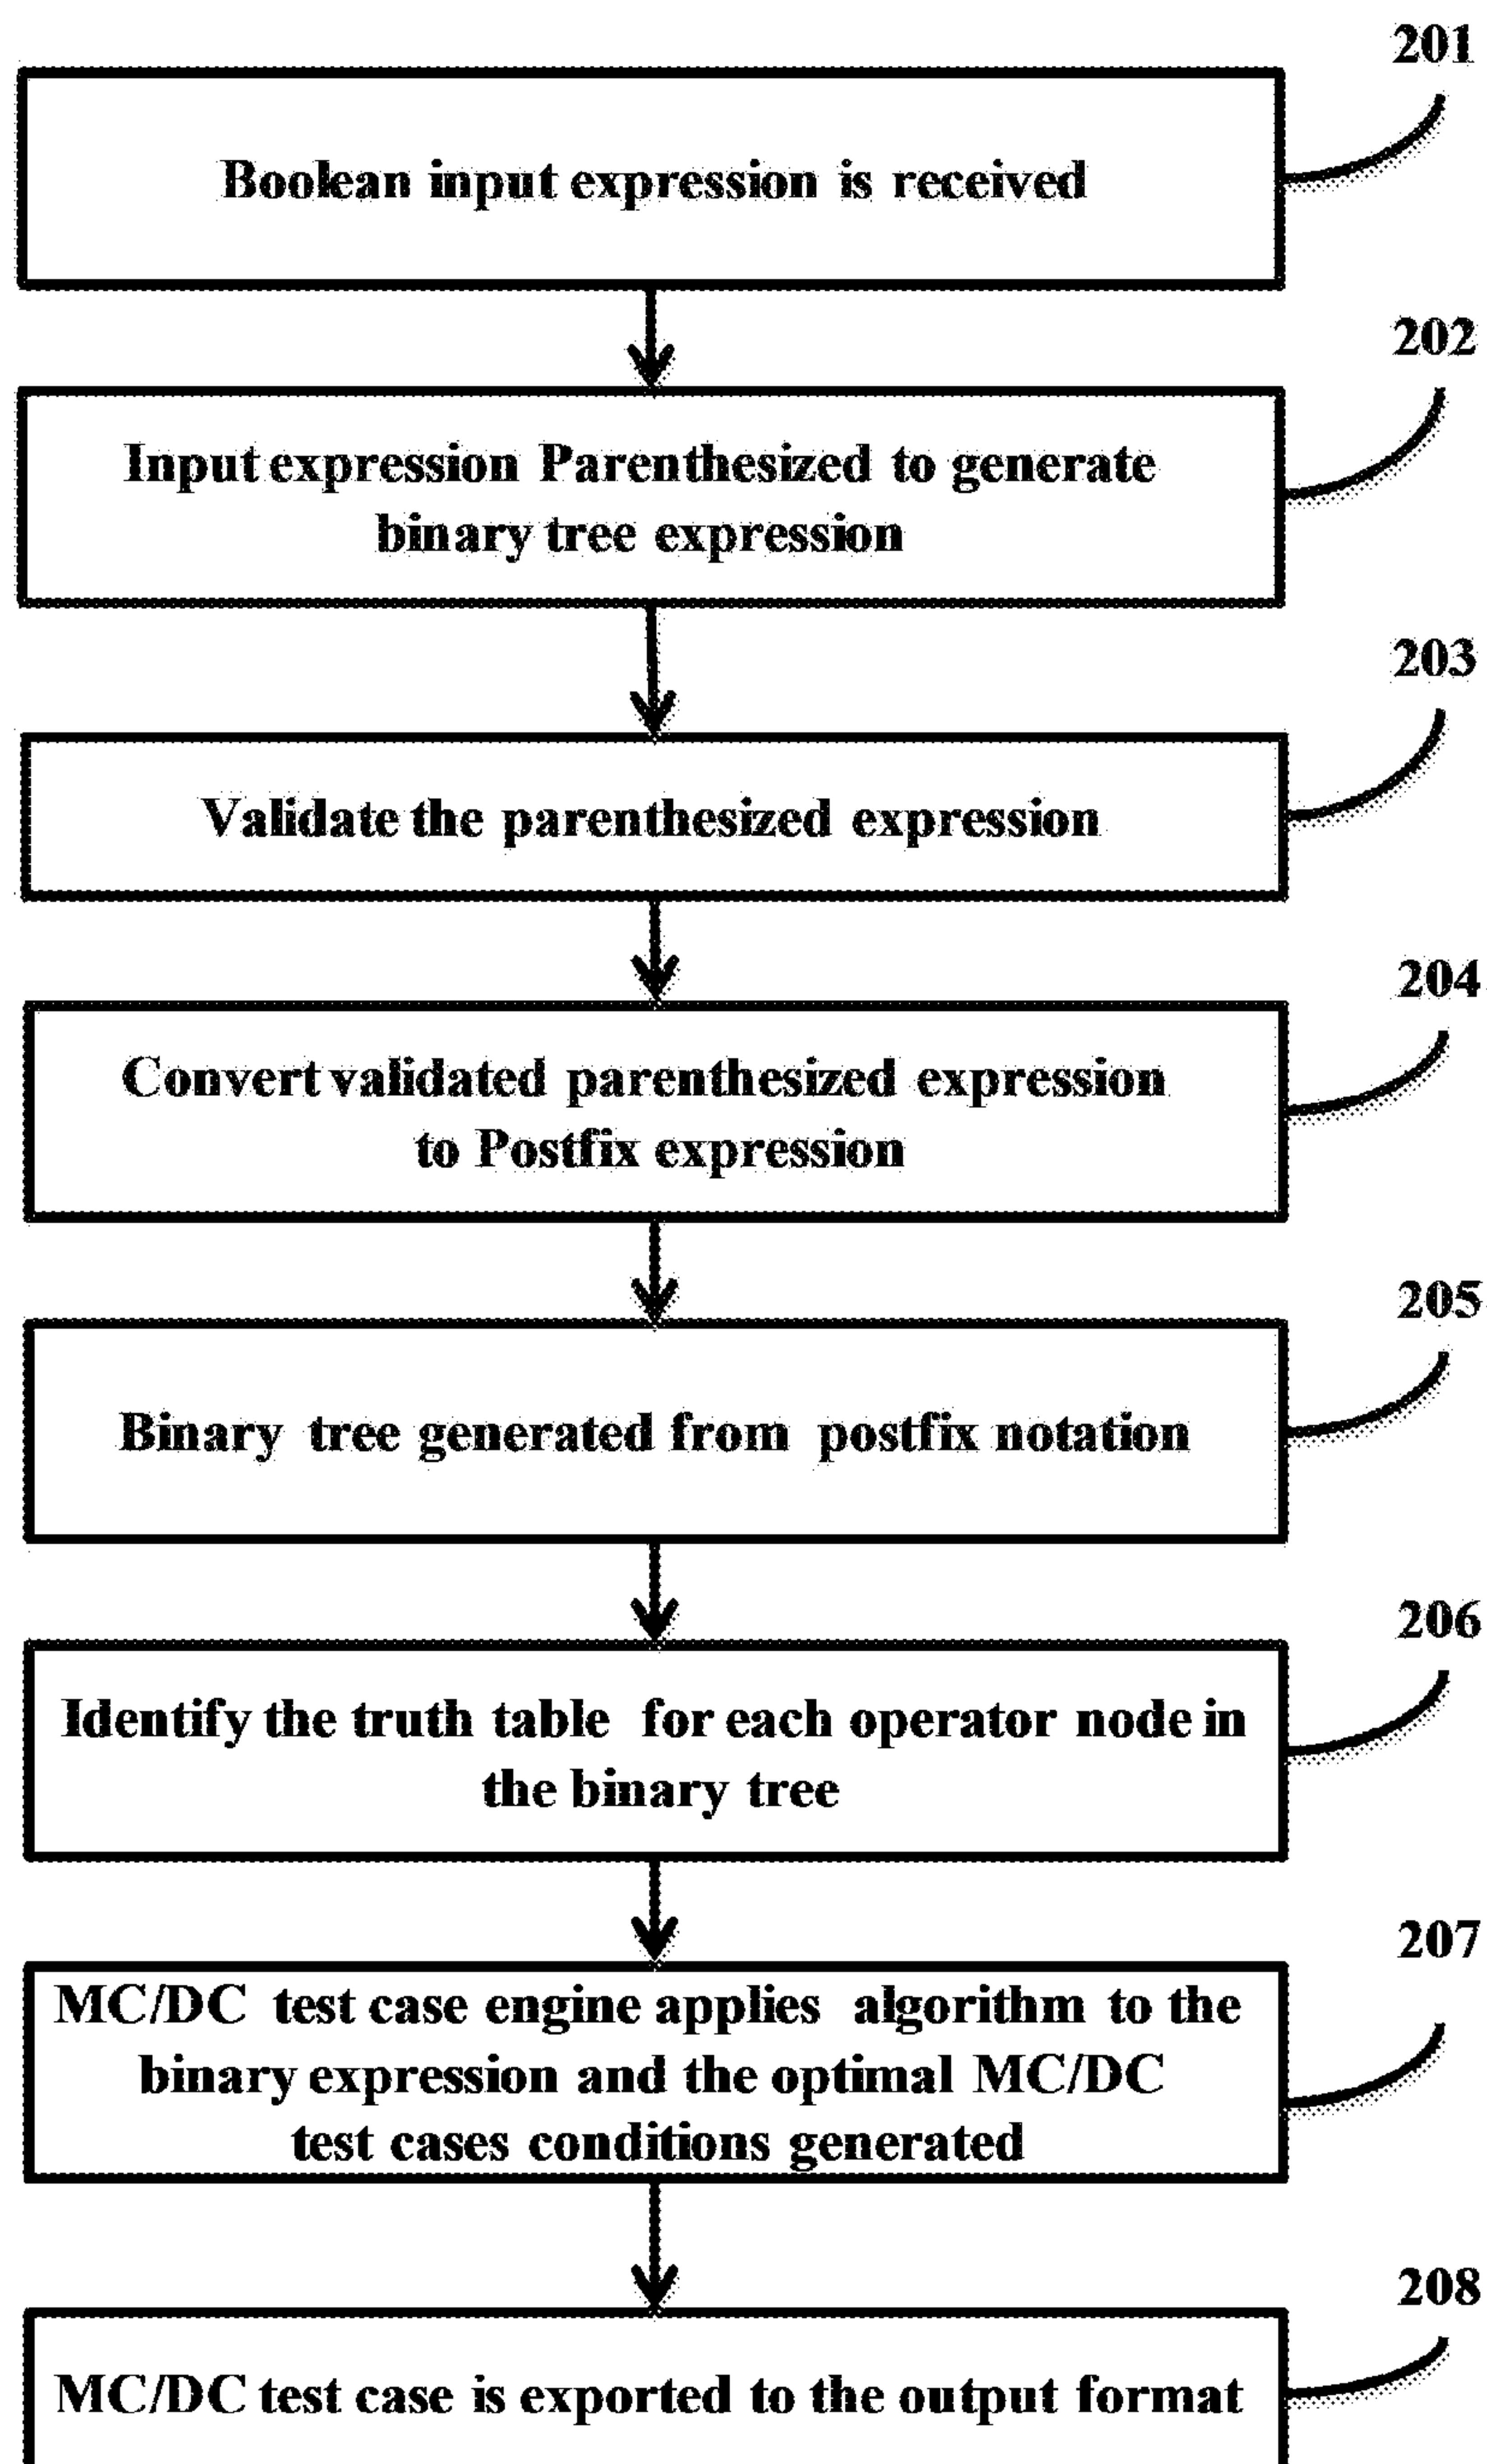 201
Boolean input expression is received
202
Input expression Parenthesized to generate
binary tree expression
203
Validate the parenthesized expression
204
Convert validated parenthesized expression
to Postfix expression
205
Binary tree generated from postfix notation
206
Identify the truth table for each operator node in
the binary tree
207
MC/DC test case engine applies algorithm to the
binary expression and the optimal MC/DC
test cases conditions generated
208
MC/DC test case is exported to the output format